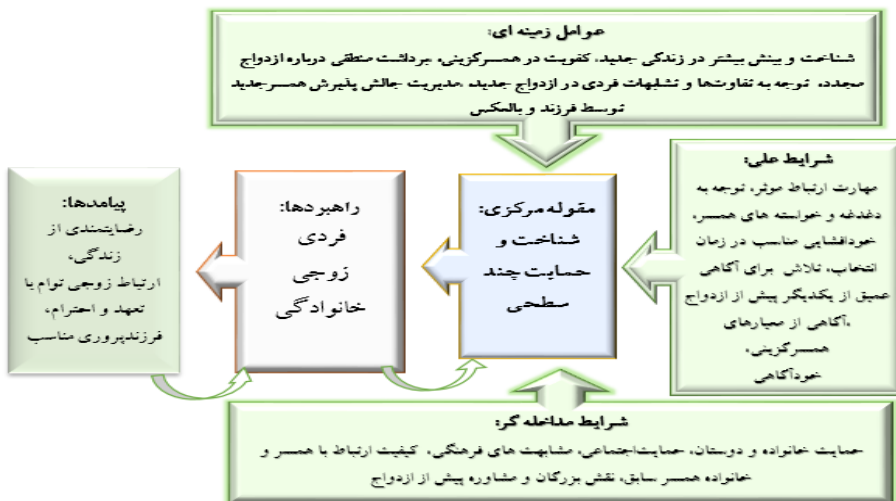 عوامل زمینه ای:
شناخت و بینش بیشتر در زندگی جدید، کفویت در همسرگزینی، برداشت منطقی درباره ازدواج
مجدد، توجه به تفاوت‌ها و تشابهات فردی در ازدواج جدید، مدیریت چالش پذیرش همسرجدید
توسط فرزند و بالعکس
شرایط علی:
مهارت ارتباط موثر، توجه به
دغدغه و خواسته های همسر،
خودافشایی مناسب در زمان
انتخاب، تلاش برای آگاهی
عمیق از یکدیگر پیش از ازدواج
،آگاهی از معیارهای
همسرگزینی،
خودآگاهی
مقوله مرکزی:
شناخت و
حمایت چند
سطحی
راهبردها:
فردی
زوجی
خانوادگی
پیامدها:
رضایتمندی از
زندگی،
ارتباط زوجی توام با
تعهد و احترام،
فرزندپروری مناسب
شرایط مداخله گر:
حمایت خانواده و دوستان، حمایت‌اجتماعی، مشابهت های فرهنگی، کیفیت ارتباط با همسر و
خانواده همسر سابق، نقش بزرگان و مشاوره پیش از ازدواج